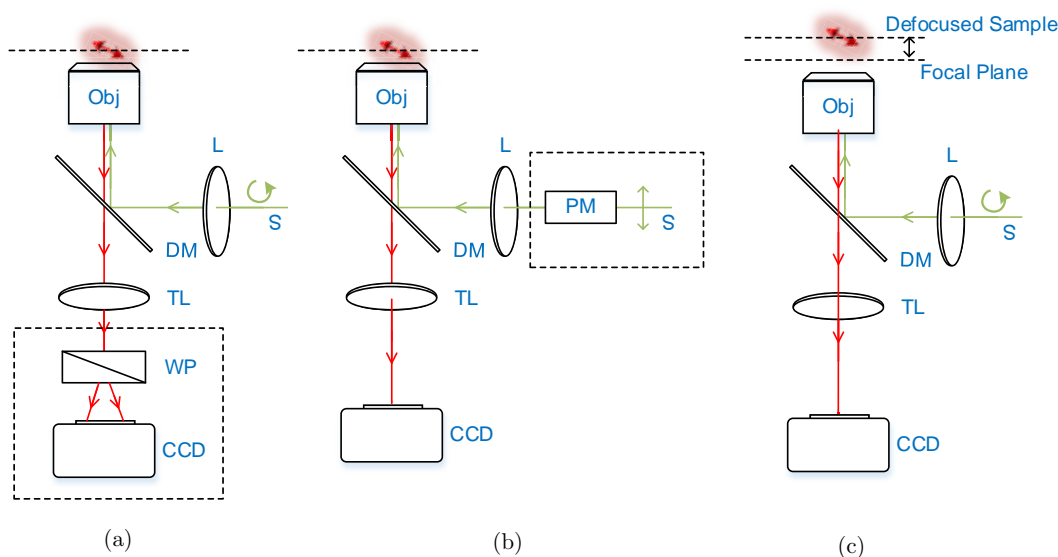 Obj
L
S
DM
TL
WP
CCD
(a)
Obj
L
PM
S
DM
TL
CCD
(b)
Defocused Sample
Focal Plane
Obj
L
S
DM
TL
CCD
(c)